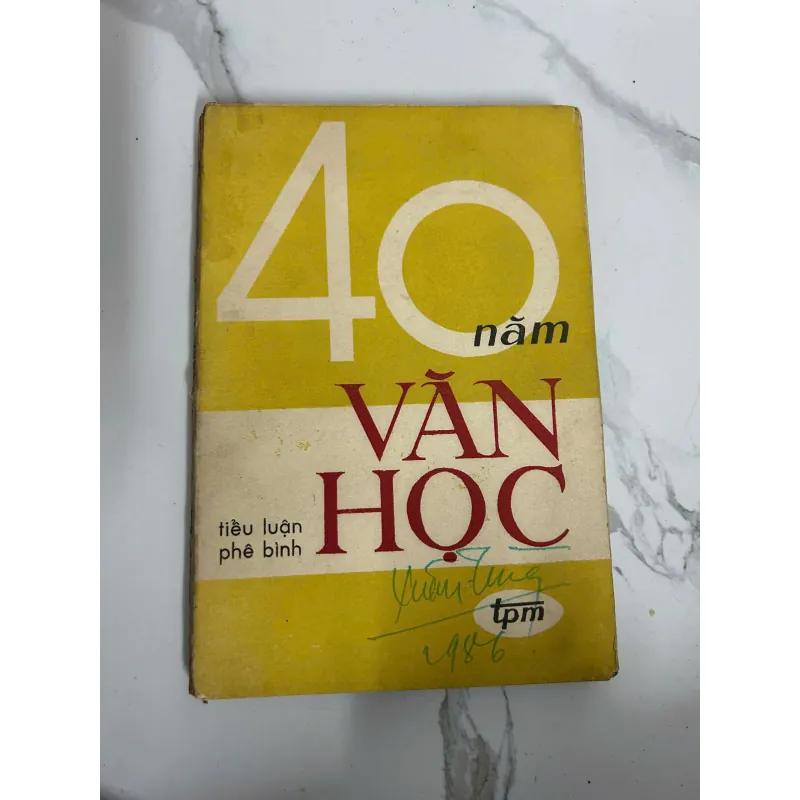 40
năm
VĂN
HỌC
tiểu luận
phê bình
tpm
1986